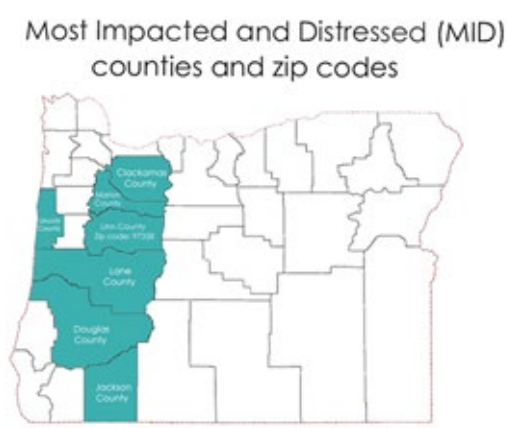 Most Impacted and Distressed (MID)
counties and zip codes
Clackamas
County
Marion
County
Lincoln
County
Linn County
Zip code: 97358
Lane
County
Douglas
County
Jackson
County